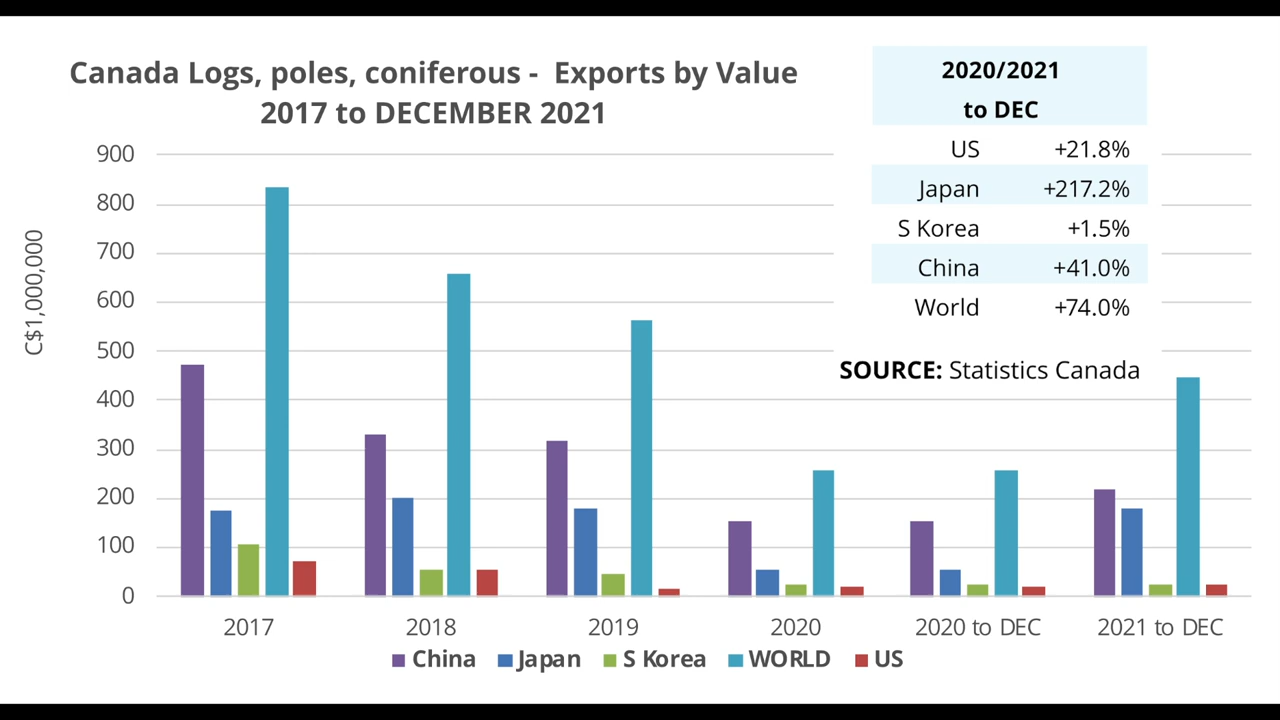 Canada Logs, poles, coniferous - Exports by Value
2017 to DECEMBER 2021
2020/2021
to DEC
US +21.8%
Japan +217.2%
S Korea +1.5%
China +41.0%
World +74.0%
SOURCE: Statistics Canada
C$1,000,000
900
800
700
600
500
400
300
200
100
0
2017 2018 2019 2020 2020 to DEC 2021 to DEC
China Japan S Korea WORLD US